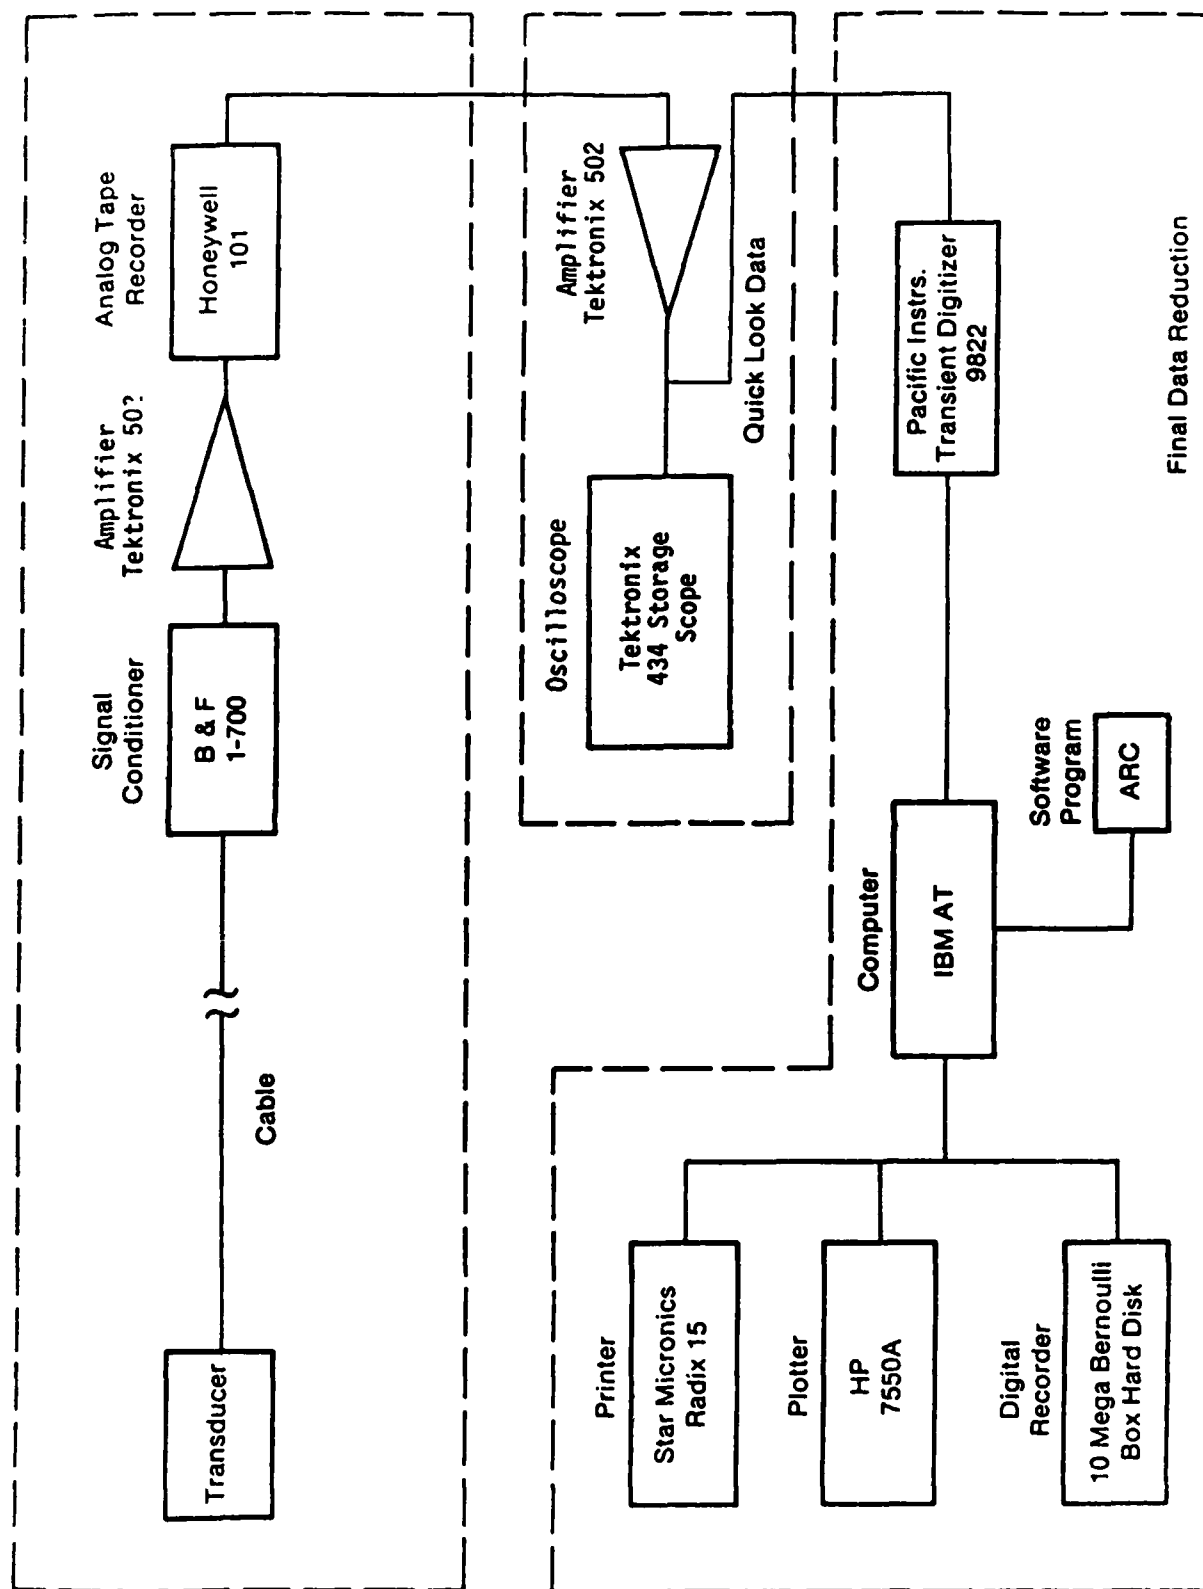 Transducer
Cable
Signal
Conditioner
B & F
1-700
Amplifier
Tektronix 50?
Analog Tape
Recorder
Honeywell
101
Oscilloscope
Tektronix
434 Storage
Scope
Amplifier
Tektronix 502
Quick Look Data
Printer
Star Micronics
Radix 15
Plotter
HP
7550A
Digital
Recorder
10 Mega Bernoulli
Box Hard Disk
Computer
IBM AT
Software
Program
ARC
Pacific Instrs.
Transient Digitizer
9822
Final Data Reduction